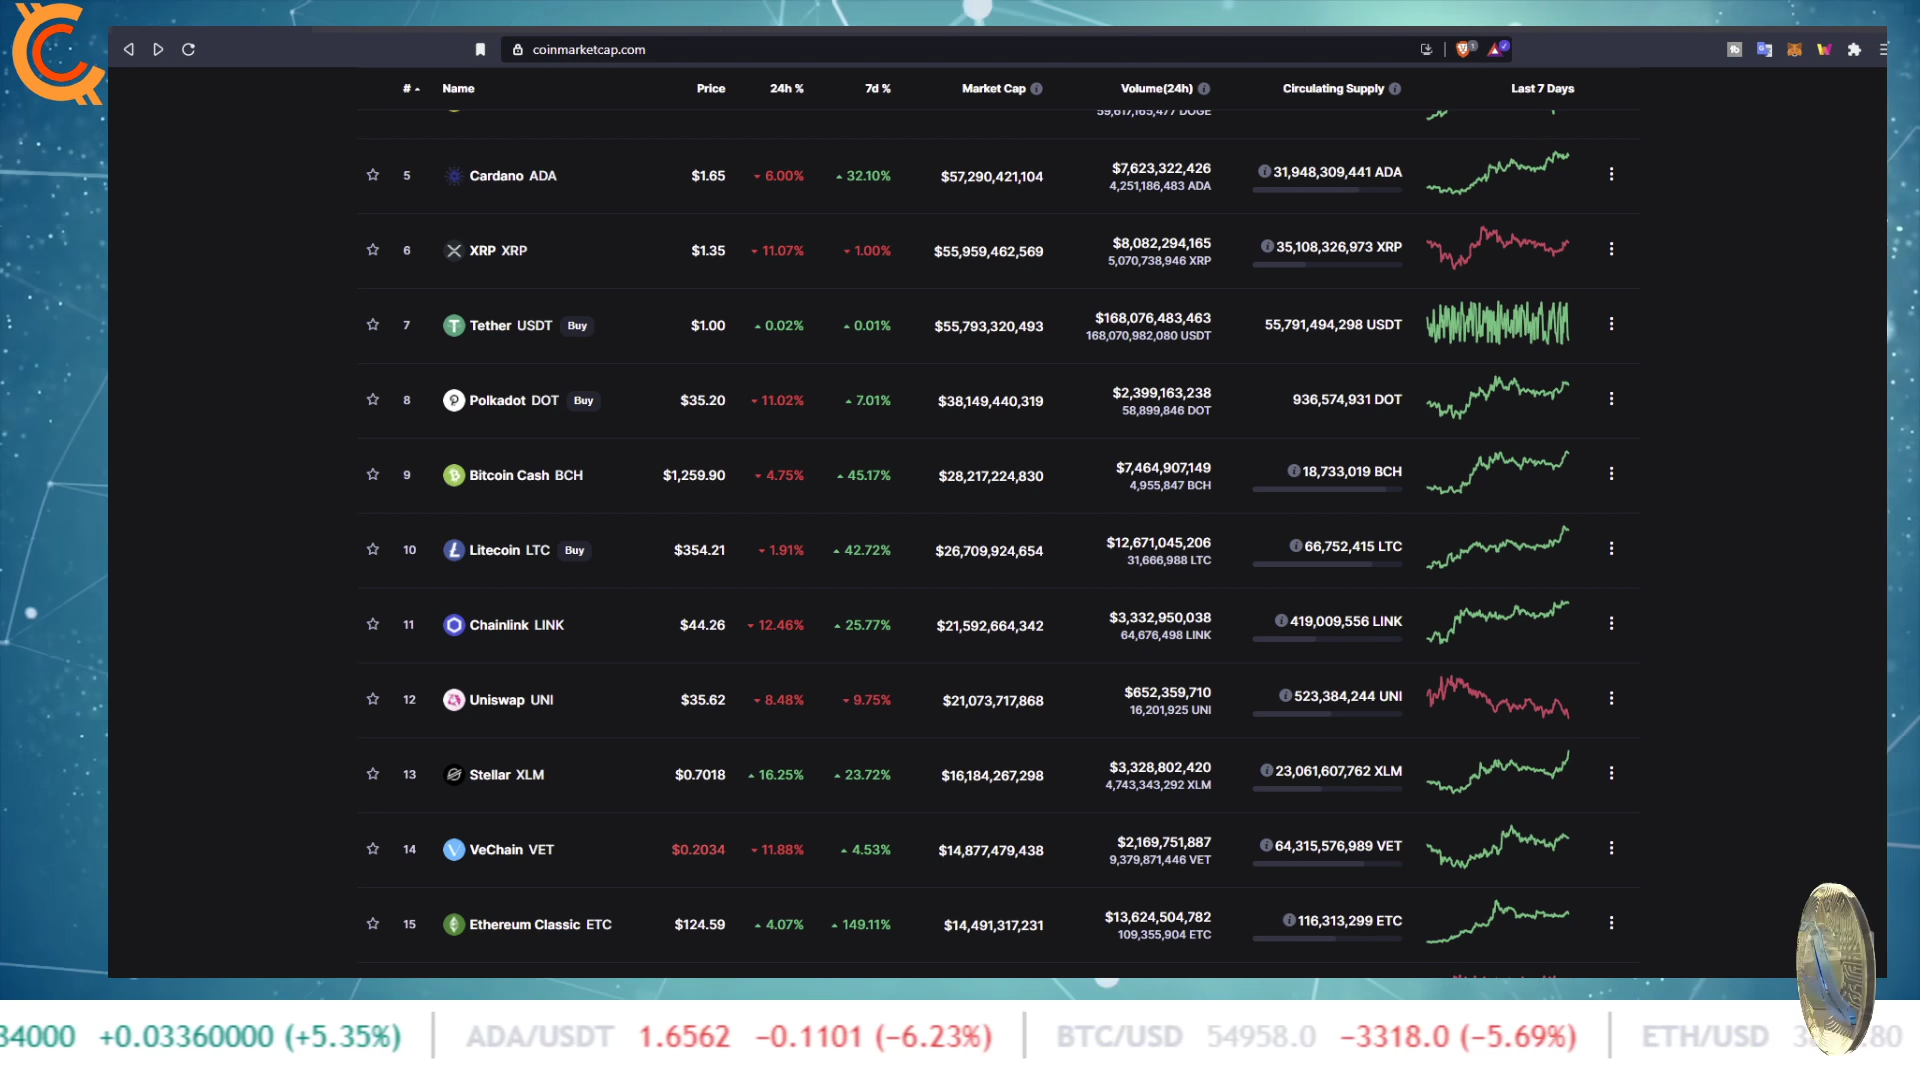 coinmarketcap.com
# Name Price 24h % 7d % Market Cap Volume(24h) Circulating Supply Last 7 Days
59,617,165,477 DOGE
5 Cardano ADA $1.65 6.00% 32.10% $57,290,421,104 $7,623,322,426 31,948,309,441 ADA
4,251,186,483 ADA
6 XRP XRP $1.35 11.07% 1.00% $55,959,462,569 $8,082,294,165 35,108,326,973 XRP
5,070,738,946 XRP
7 Tether USDT Buy $1.00 0.02% 0.01% $55,793,320,493 $168,076,483,463 55,791,494,298 USDT
168,070,982,080 USDT
8 Polkadot DOT Buy $35.20 11.02% 7.01% $38,149,440,319 $2,399,163,238 936,574,931 DOT
58,899,846 DOT
9 Bitcoin Cash BCH $1,259.90 4.75% 45.17% $28,217,224,830 $7,464,907,149 18,733,019 BCH
4,955,847 BCH
10 Litecoin LTC Buy $354.21 1.91% 42.72% $26,709,924,654 $12,671,045,206 66,752,415 LTC
31,666,988 LTC
11 Chainlink LINK $44.26 12.46% 25.77% $21,592,664,342 $3,332,950,038 419,009,556 LINK
64,676,498 LINK
12 Uniswap UNI $35.62 8.48% 9.75% $21,073,717,868 $652,359,710 523,384,244 UNI
16,201,925 UNI
13 Stellar XLM $0.7018 16.25% 23.72% $16,184,267,298 $3,328,802,420 23,061,607,762 XLM
4,743,343,292 XLM
14 VeChain VET $0.2034 11.88% 4.53% $14,877,479,438 $2,169,751,887 64,315,576,989 VET
9,379,871,446 VET
15 Ethereum Classic ETC $124.59 4.07% 149.11% $14,491,317,231 $13,624,504,782 116,313,299 ETC
109,355,904 ETC
34000 +0.03360000 (+5.35%) ADA/USDT 1.6562 -0.1101 (-6.23%) BTC/USD 54958.0 -3318.0 (-5.69%) ETH/USD